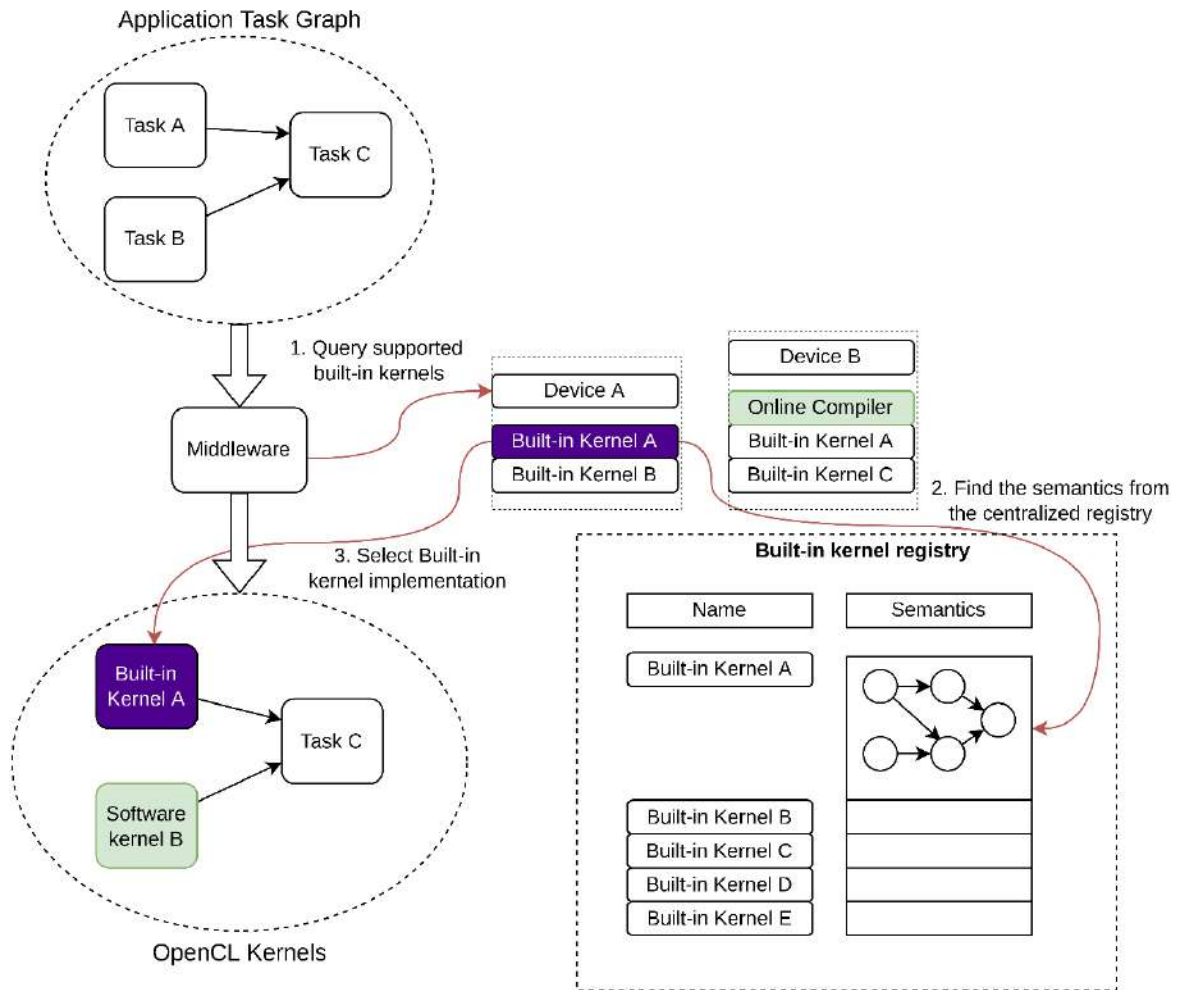 Application Task Graph
Task A
Task C
Task B
1. Query supported
built-in kernels
Device B
Device A
Online Compiler
Middleware
Built-in Kernel A
Built-in Kernel A
Built-in Kernel B
Built-in Kernel C
2. Find the semantics from
the centralized registry
3. Select Built-in
kernel implementation
Built-in kernel registry
Name
Semantics
Built-in
Kernel A
Built-in Kernel A
Task C
Software
kernel B
Built-in Kernel B
Built-in Kernel C
Built-in Kernel D
Built-in Kernel E
OpenCL Kernels